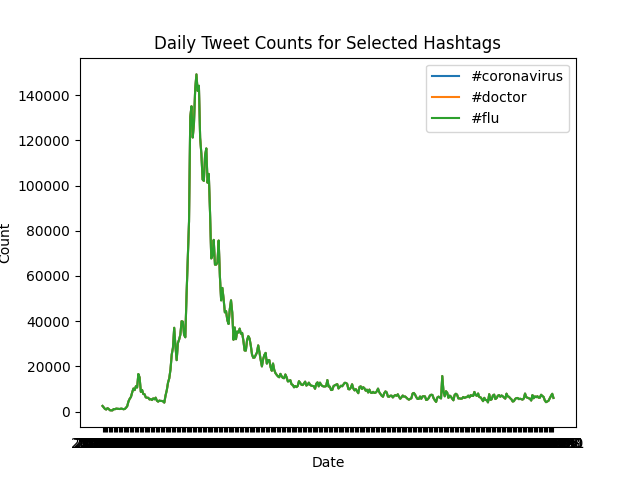 Daily Tweet Counts for Selected Hashtags
#coronavirus
#doctor
#flu
140000
120000
100000
80000
60000
40000
20000
0
Count
Date